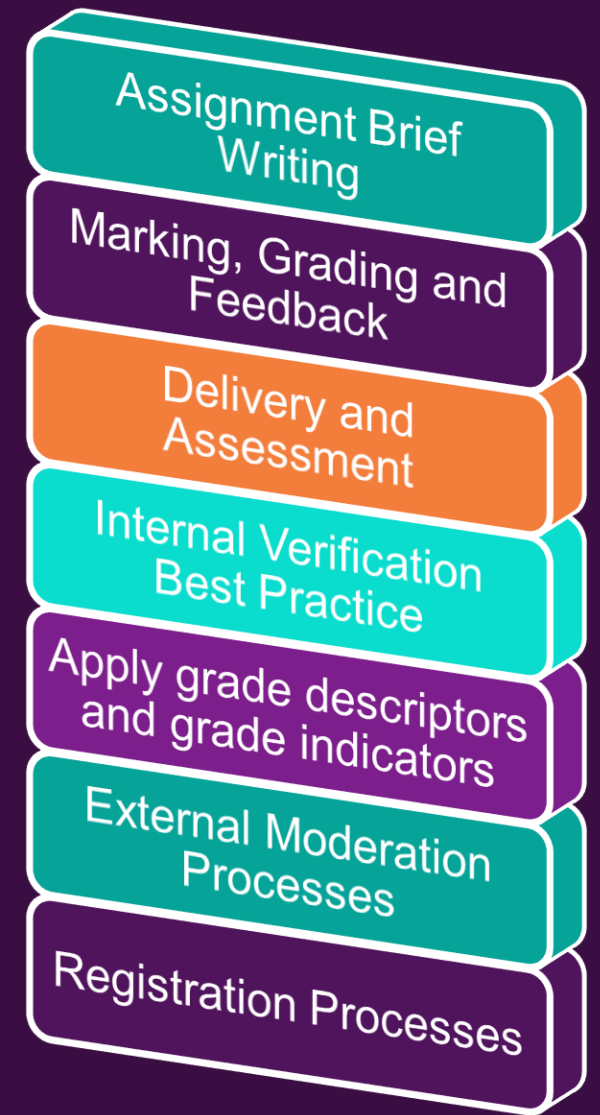 Assignment Brief
Writing
Marking, Grading and
Feedback
Delivery and
Assessment
Internal Verification
Best Practice
Apply grade descriptors
and grade indicators
External Moderation
Processes
Registration Processes